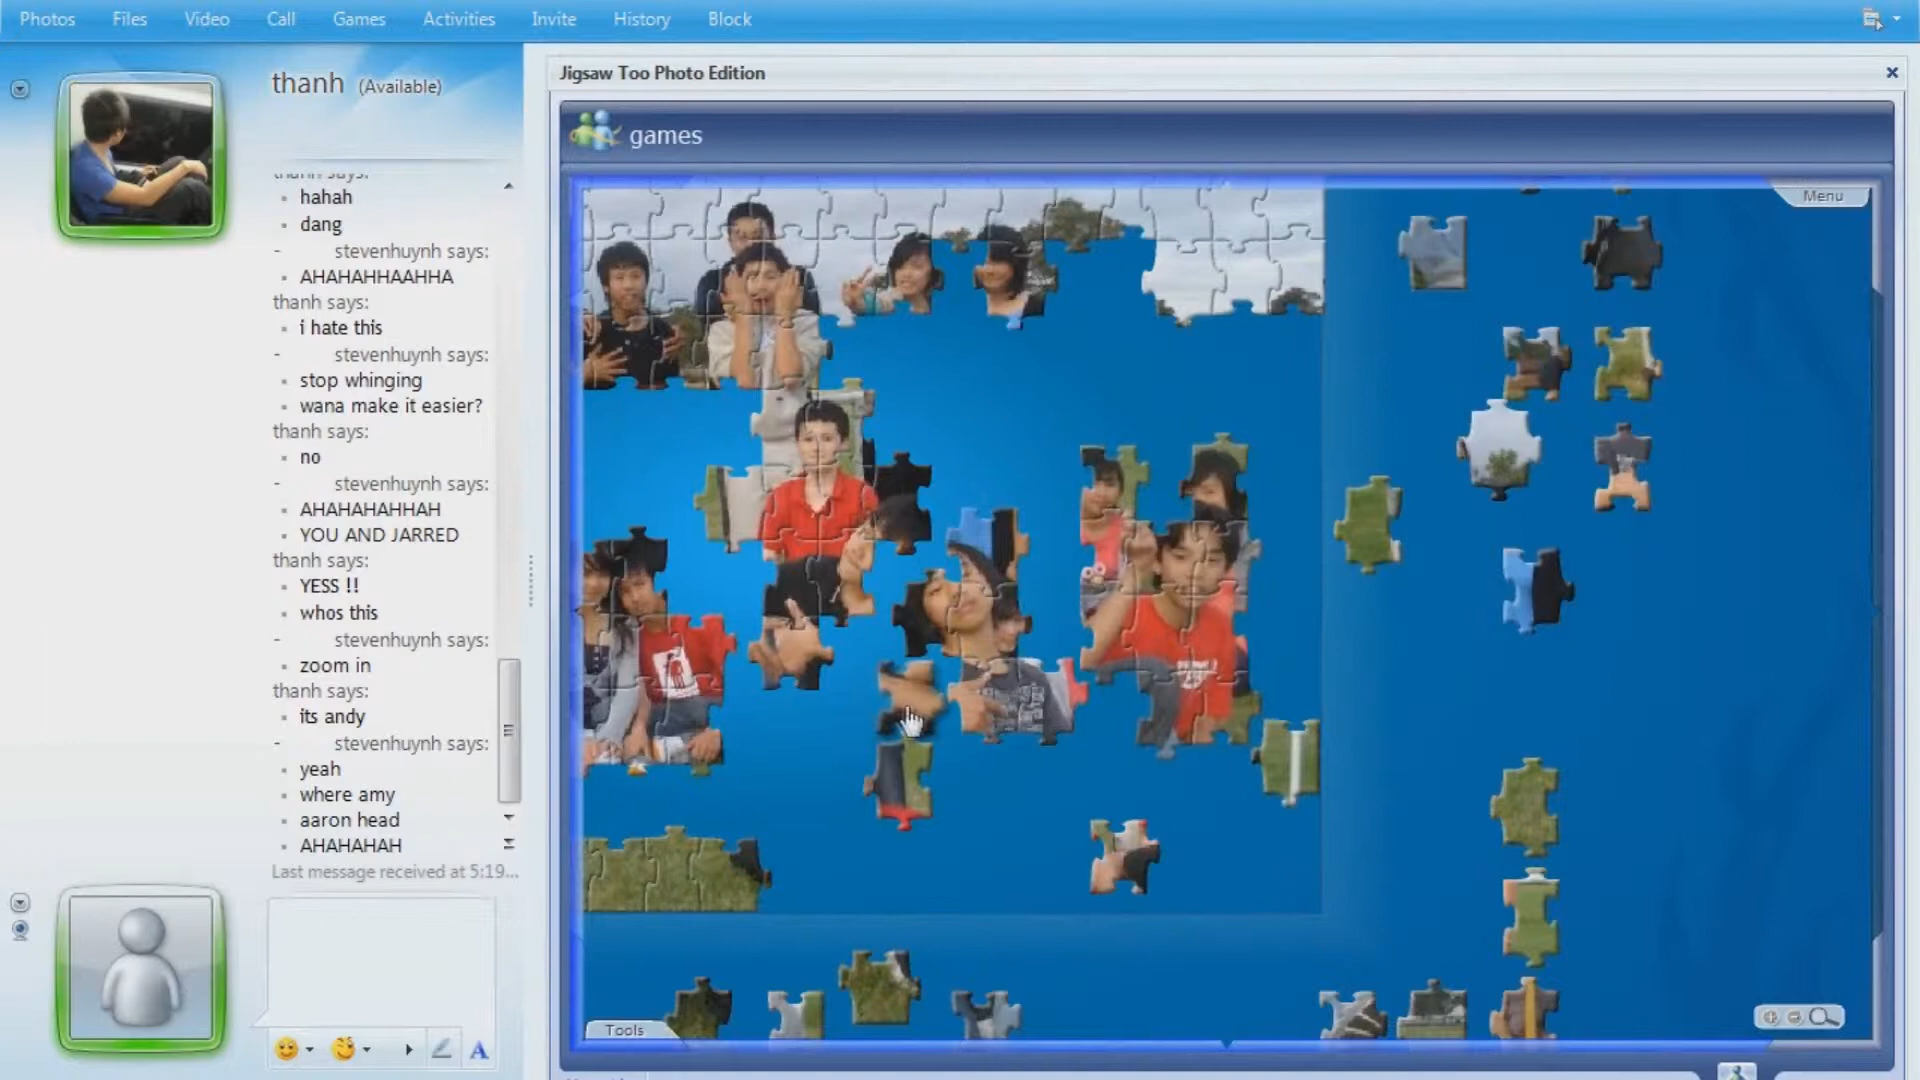 Photos Files Video Call Games Activities Invite History Block
thanh (Available)
thanh says:
hahah
dang
- stevenhuynh says:
AHAHAHHAAHHA
thanh says:
i hate this
- stevenhuynh says:
stop whinging
wana make it easier?
thanh says:
no
- stevenhuynh says:
AHAHAHAHHAH
YOU AND JARRED
thanh says:
YESS !!
whos this
- stevenhuynh says:
zoom in
thanh says:
its andy
- stevenhuynh says:
yeah
where amy
aaron head
AHAHAHAH
Last message received at 5:19...
A
Jigsaw Too Photo Edition
games
Menu
Tools